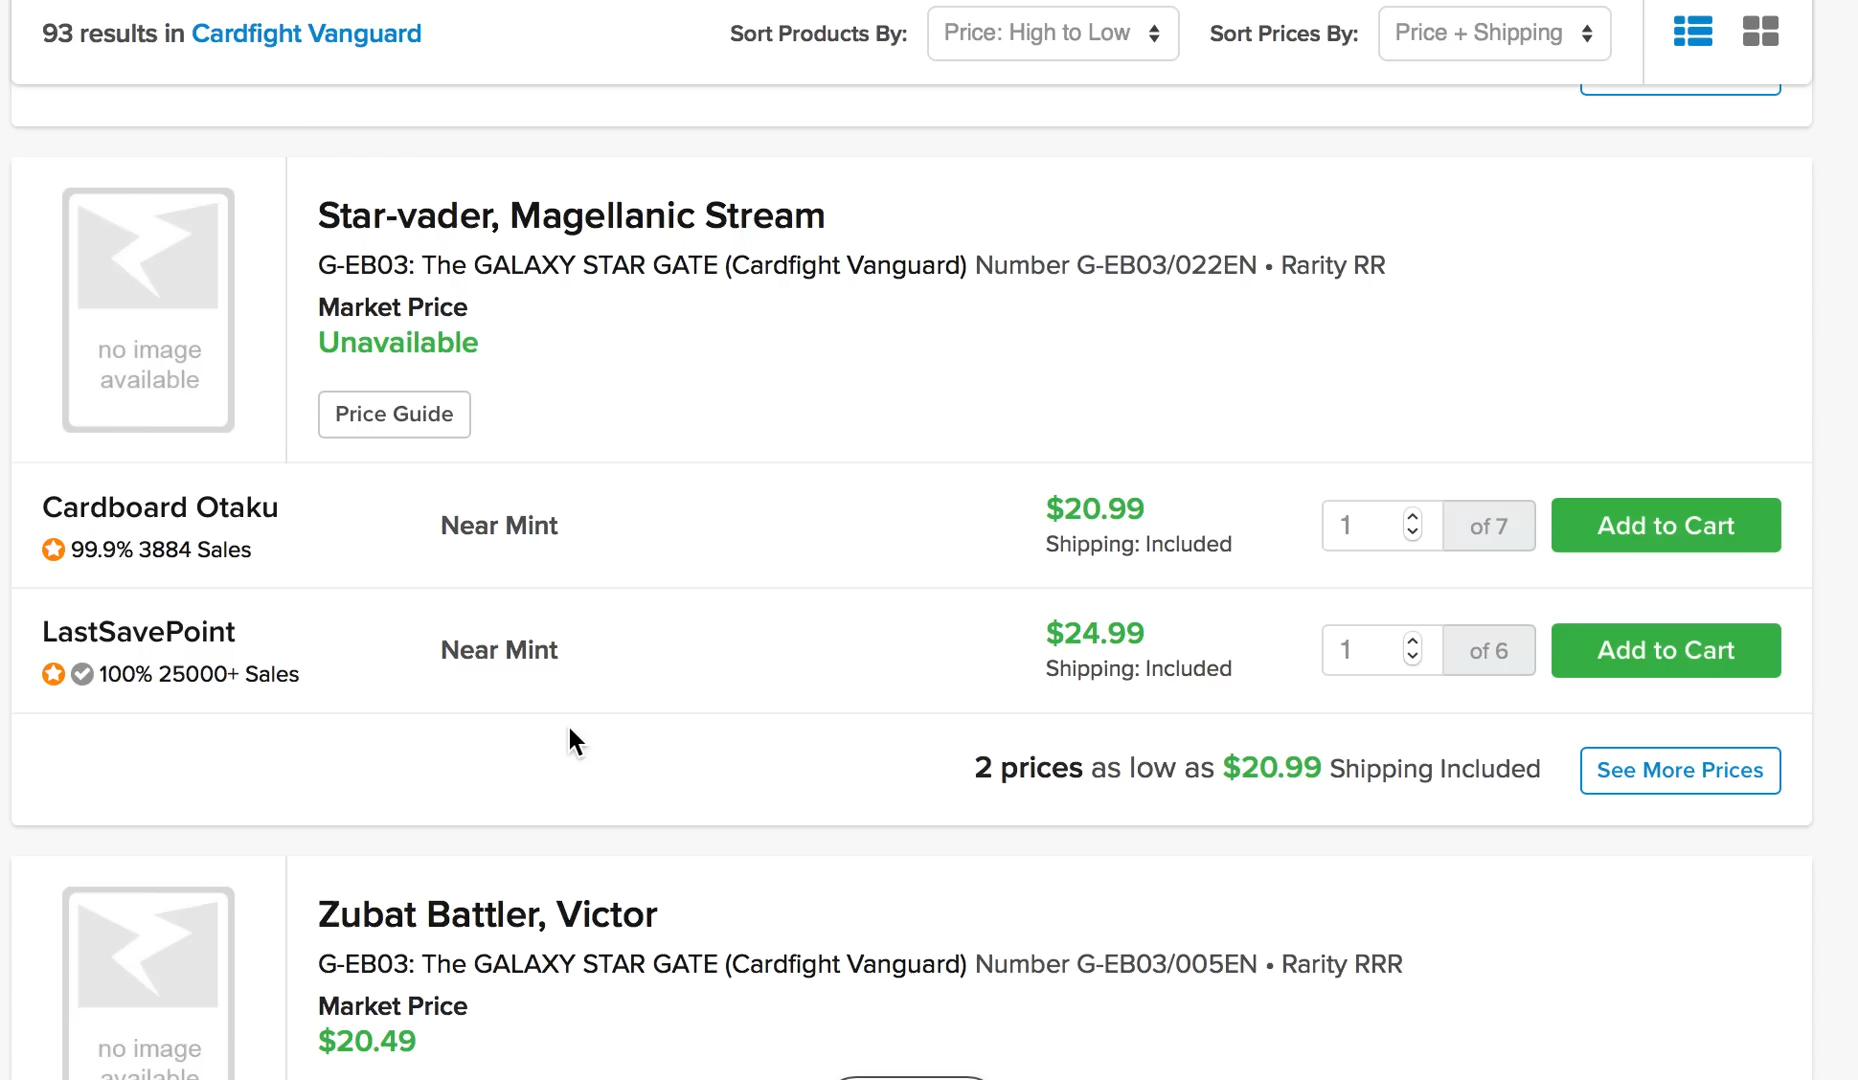 93 results in Cardfight Vanguard
Sort Products By: Price: High to Low Sort Prices By: Price + Shipping
no image
available
Star-vader, Magellanic Stream
G-EB03: The GALAXY STAR GATE (Cardfight Vanguard) Number G-EB03/022EN • Rarity RR
Market Price
Unavailable
Price Guide
Cardboard Otaku
99.9% 3884 Sales
Near Mint
$20.99
Shipping: Included
1 of 7 Add to Cart
LastSavePoint
100% 25000+ Sales
Near Mint
$24.99
Shipping: Included
1 of 6 Add to Cart
2 prices as low as $20.99 Shipping Included See More Prices
no image
available
Zubat Battler, Victor
G-EB03: The GALAXY STAR GATE (Cardfight Vanguard) Number G-EB03/005EN • Rarity RRR
Market Price
$20.49